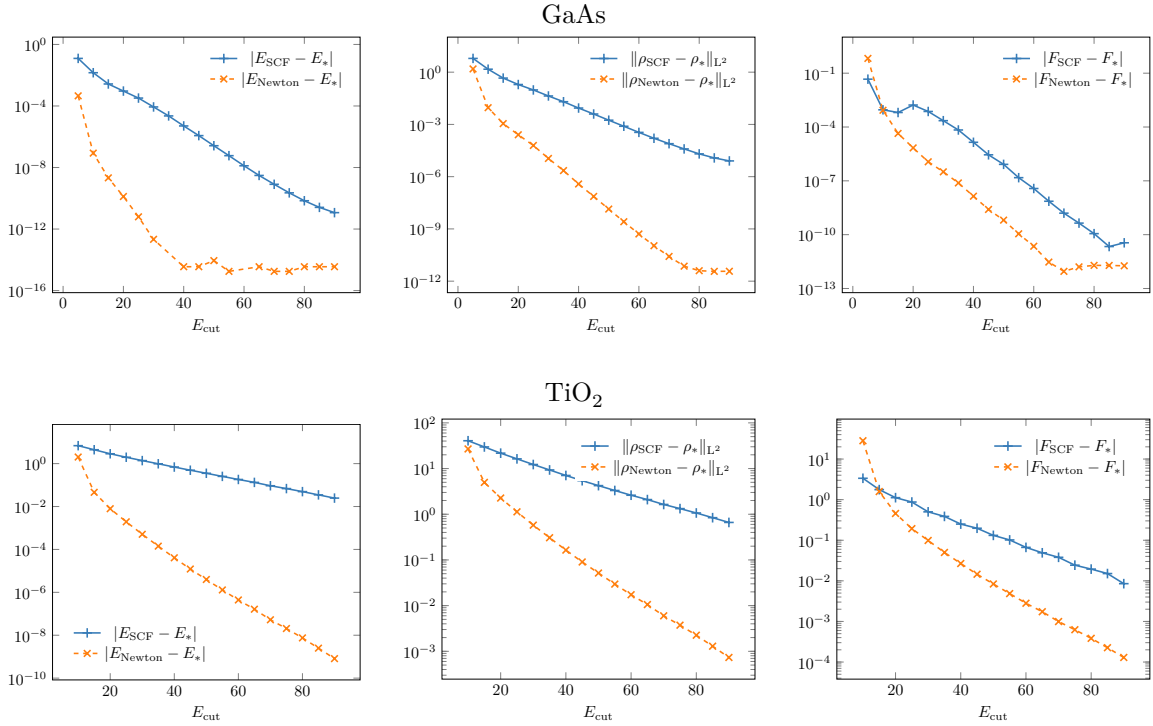 GaAs
|E_SCF − E_*|
|E_Newton − E_*|
10^0
10^−4
10^−8
10^−12
10^−16
0 20 40 60 80
E_cut
‖ρ_SCF − ρ_*‖_L²
‖ρ_Newton − ρ_*‖_L²
10^0
10^−3
10^−6
10^−9
10^−12
0 20 40 60 80
E_cut
|F_SCF − F_*|
|F_Newton − F_*|
10^−1
10^−4
10^−7
10^−10
10^−13
0 20 40 60 80
E_cut
TiO₂
10^0
10^−2
10^−4
10^−6
10^−8
10^−10
|E_SCF − E_*|
|E_Newton − E_*|
20 40 60 80
E_cut
‖ρ_SCF − ρ_*‖_L²
‖ρ_Newton − ρ_*‖_L²
10^2
10^1
10^0
10^−1
10^−2
10^−3
20 40 60 80
E_cut
|F_SCF − F_*|
|F_Newton − F_*|
10^1
10^0
10^−1
10^−2
10^−3
10^−4
20 40 60 80
E_cut